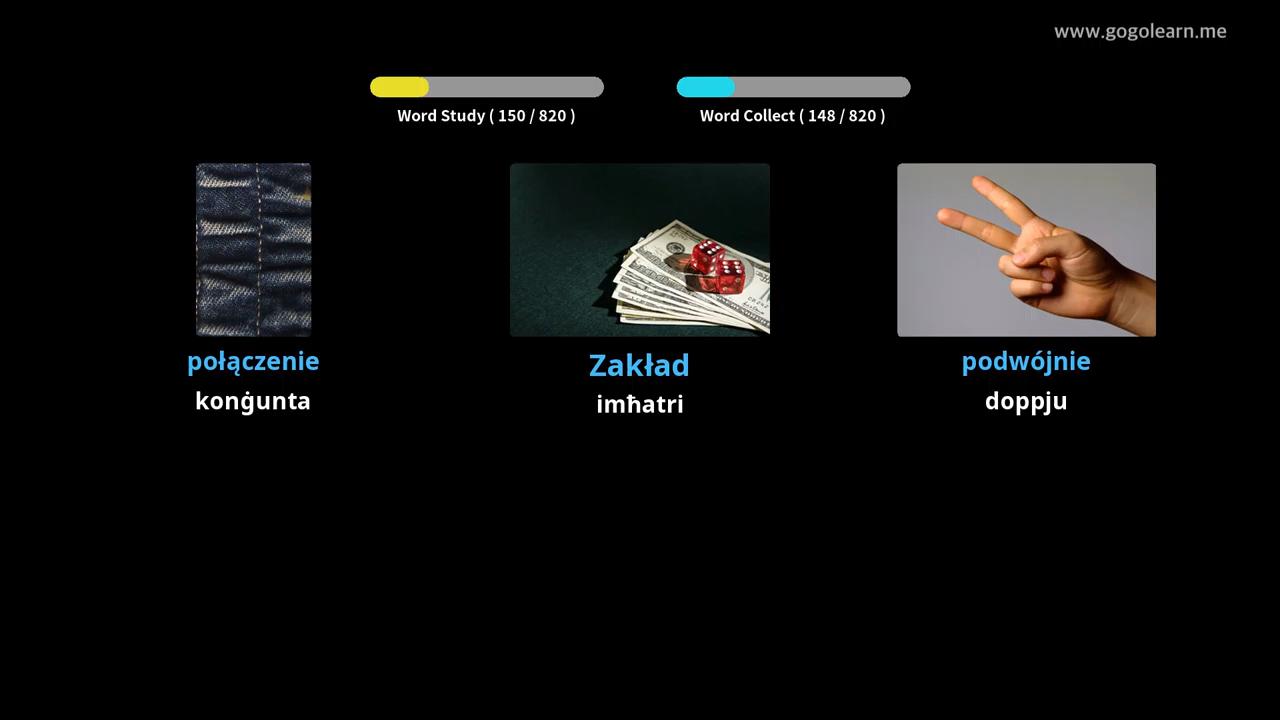 www.gogolearn.me
Word Study ( 150 / 820 )
Word Collect ( 148 / 820 )
połączenie
konġunta
Zakład
imħatri
podwójnie
doppju